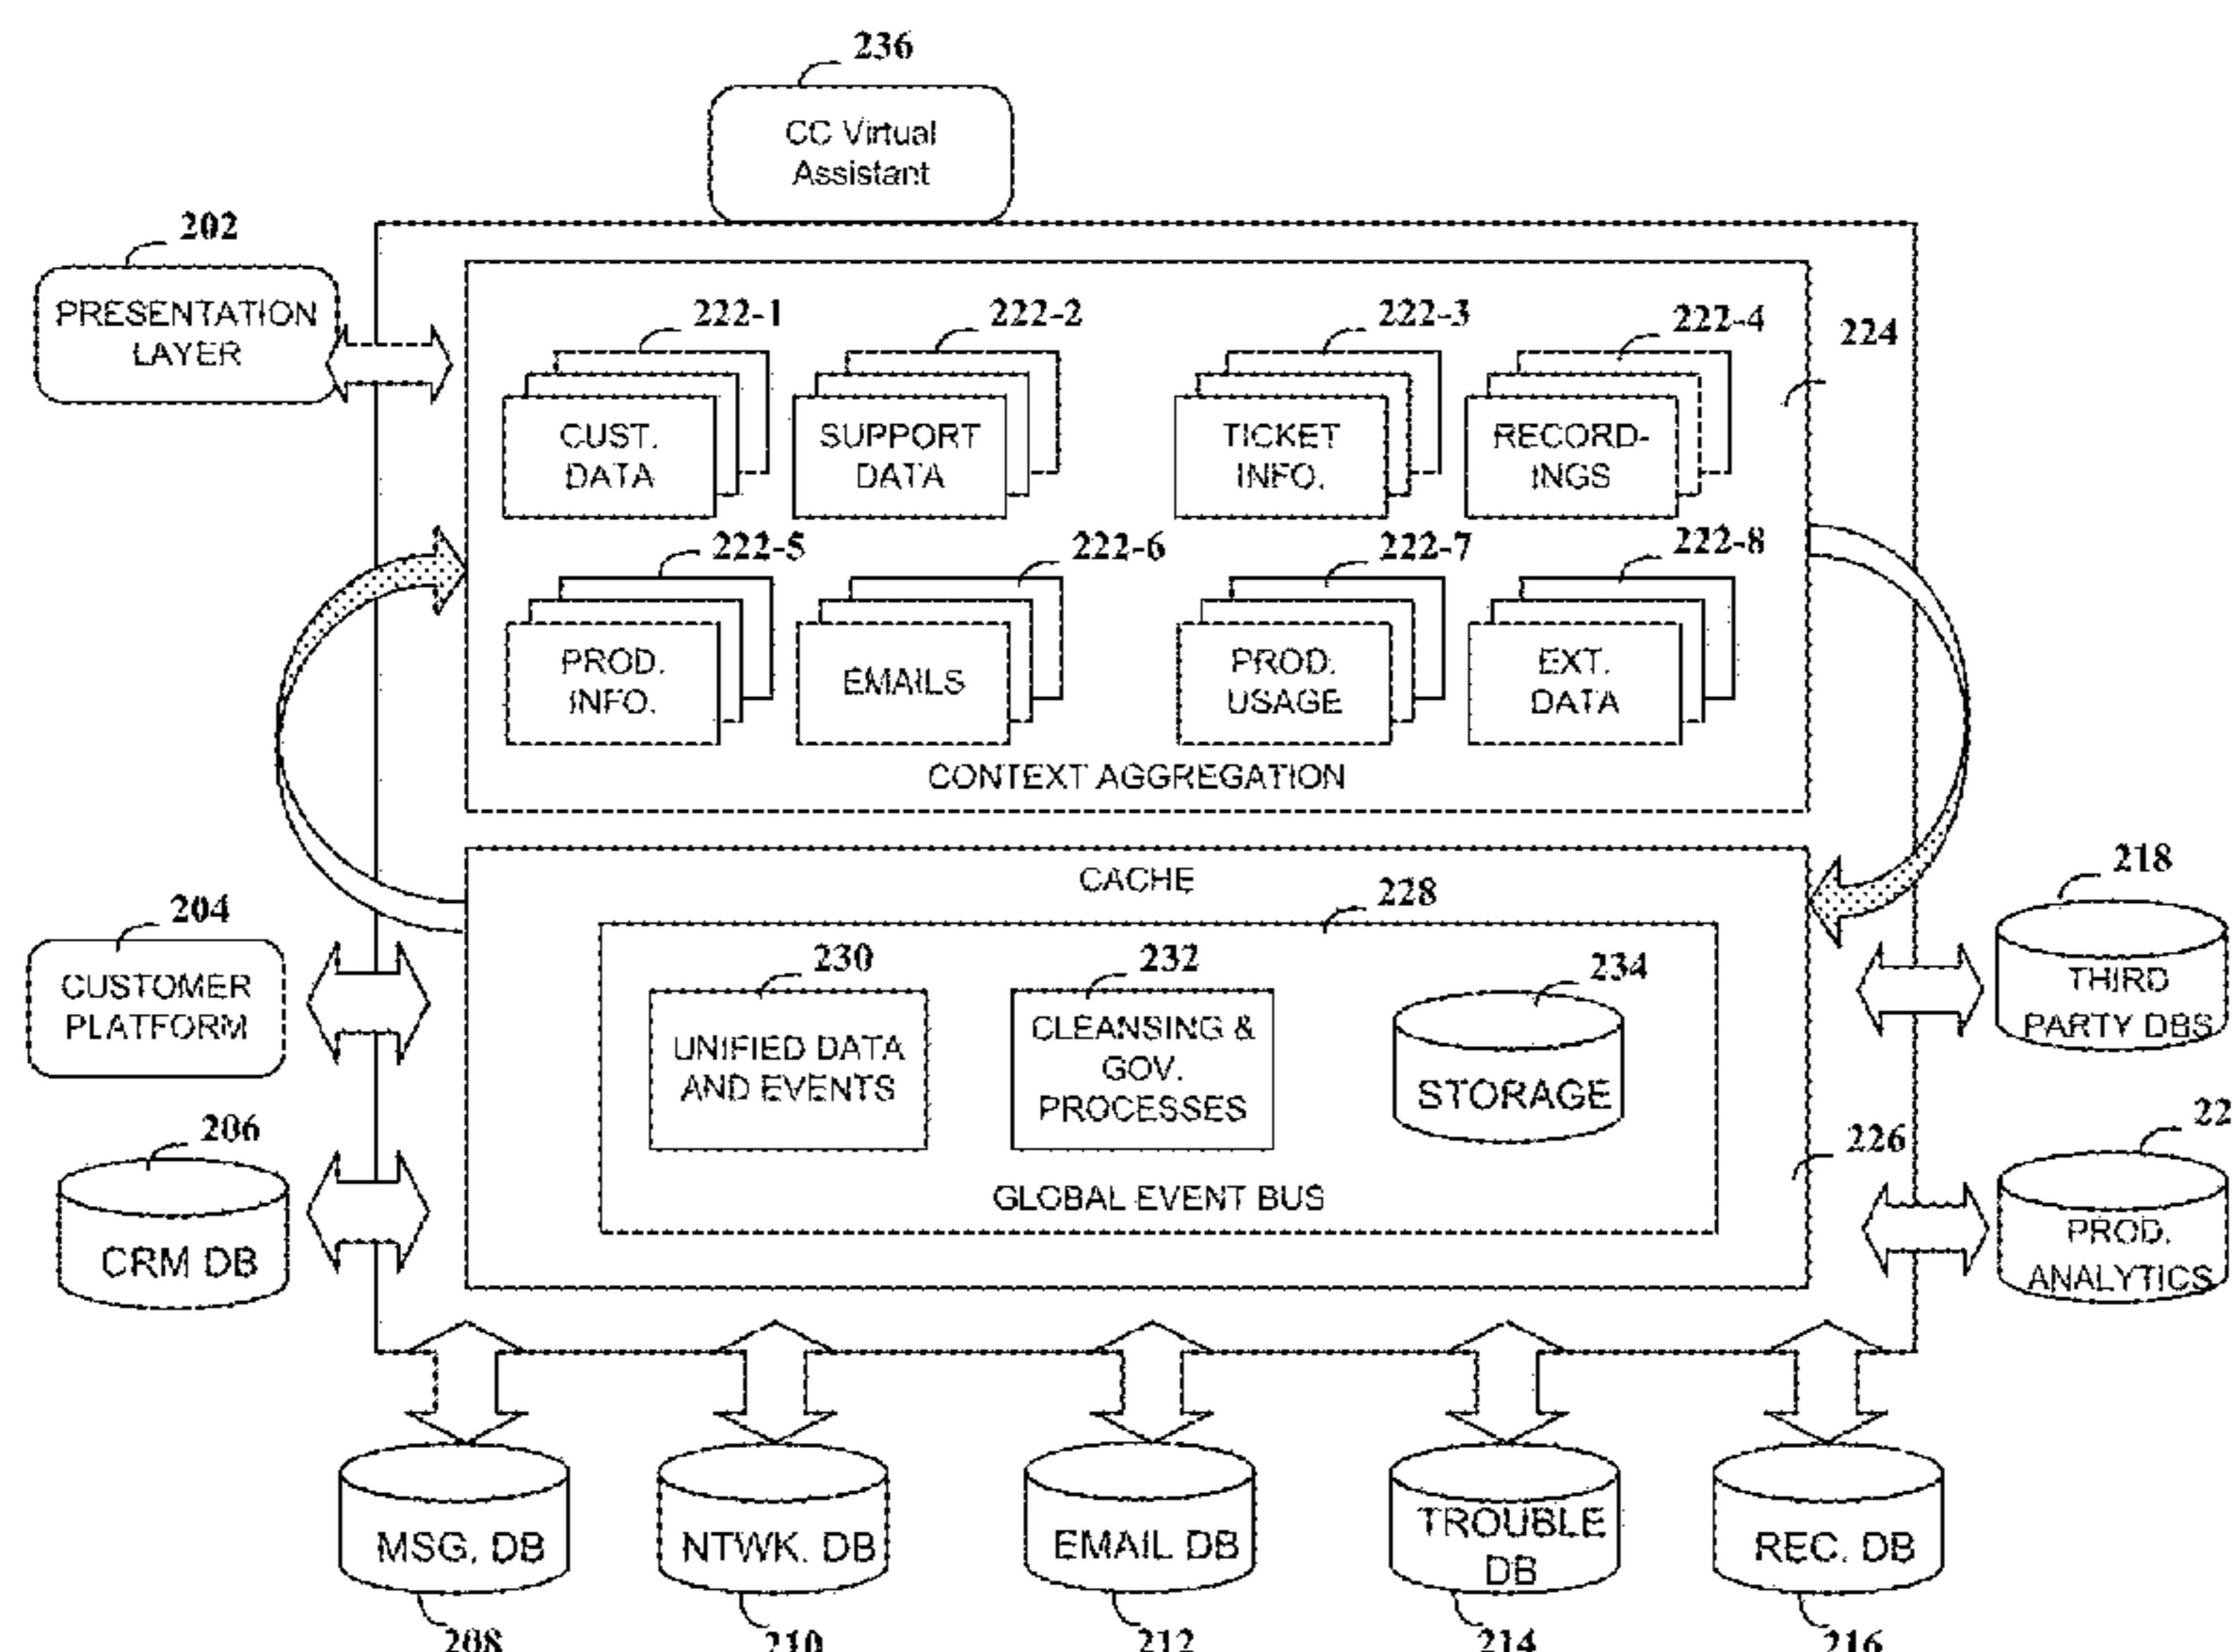 236
CC Virtual
Assistant
202
PRESENTATION
LAYER
222-1
222-2
222-3
222-4
224
CUST.
DATA
SUPPORT
DATA
TICKET
INFO.
RECORD-
INGS
222-5
222-6
222-7
222-8
PROD.
INFO.
EMAILS
PROD.
USAGE
EXT.
DATA
CONTEXT AGGREGATION
CACHE
228
218
204
CUSTOMER
PLATFORM
230
232
234
UNIFIED DATA
AND EVENTS
CLEANSING &
GOV.
PROCESSES
STORAGE
THIRD
PARTY DBS
206
CRM DB
GLOBAL EVENT BUS
226
22
PROD.
ANALYTICS
MSG. DB
NTWK. DB
EMAIL DB
TROUBLE
DB
REC. DB
208
210
212
214
216